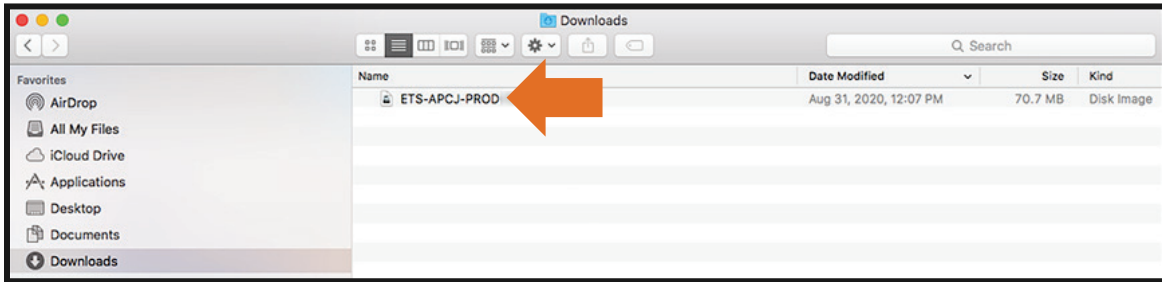 Downloads
Search
Favorites
AirDrop
All My Files
iCloud Drive
Applications
Desktop
Documents
Downloads
Name Date Modified Size Kind
ETS-APCJ-PROD Aug 31, 2020, 12:07 PM 70.7 MB Disk Image